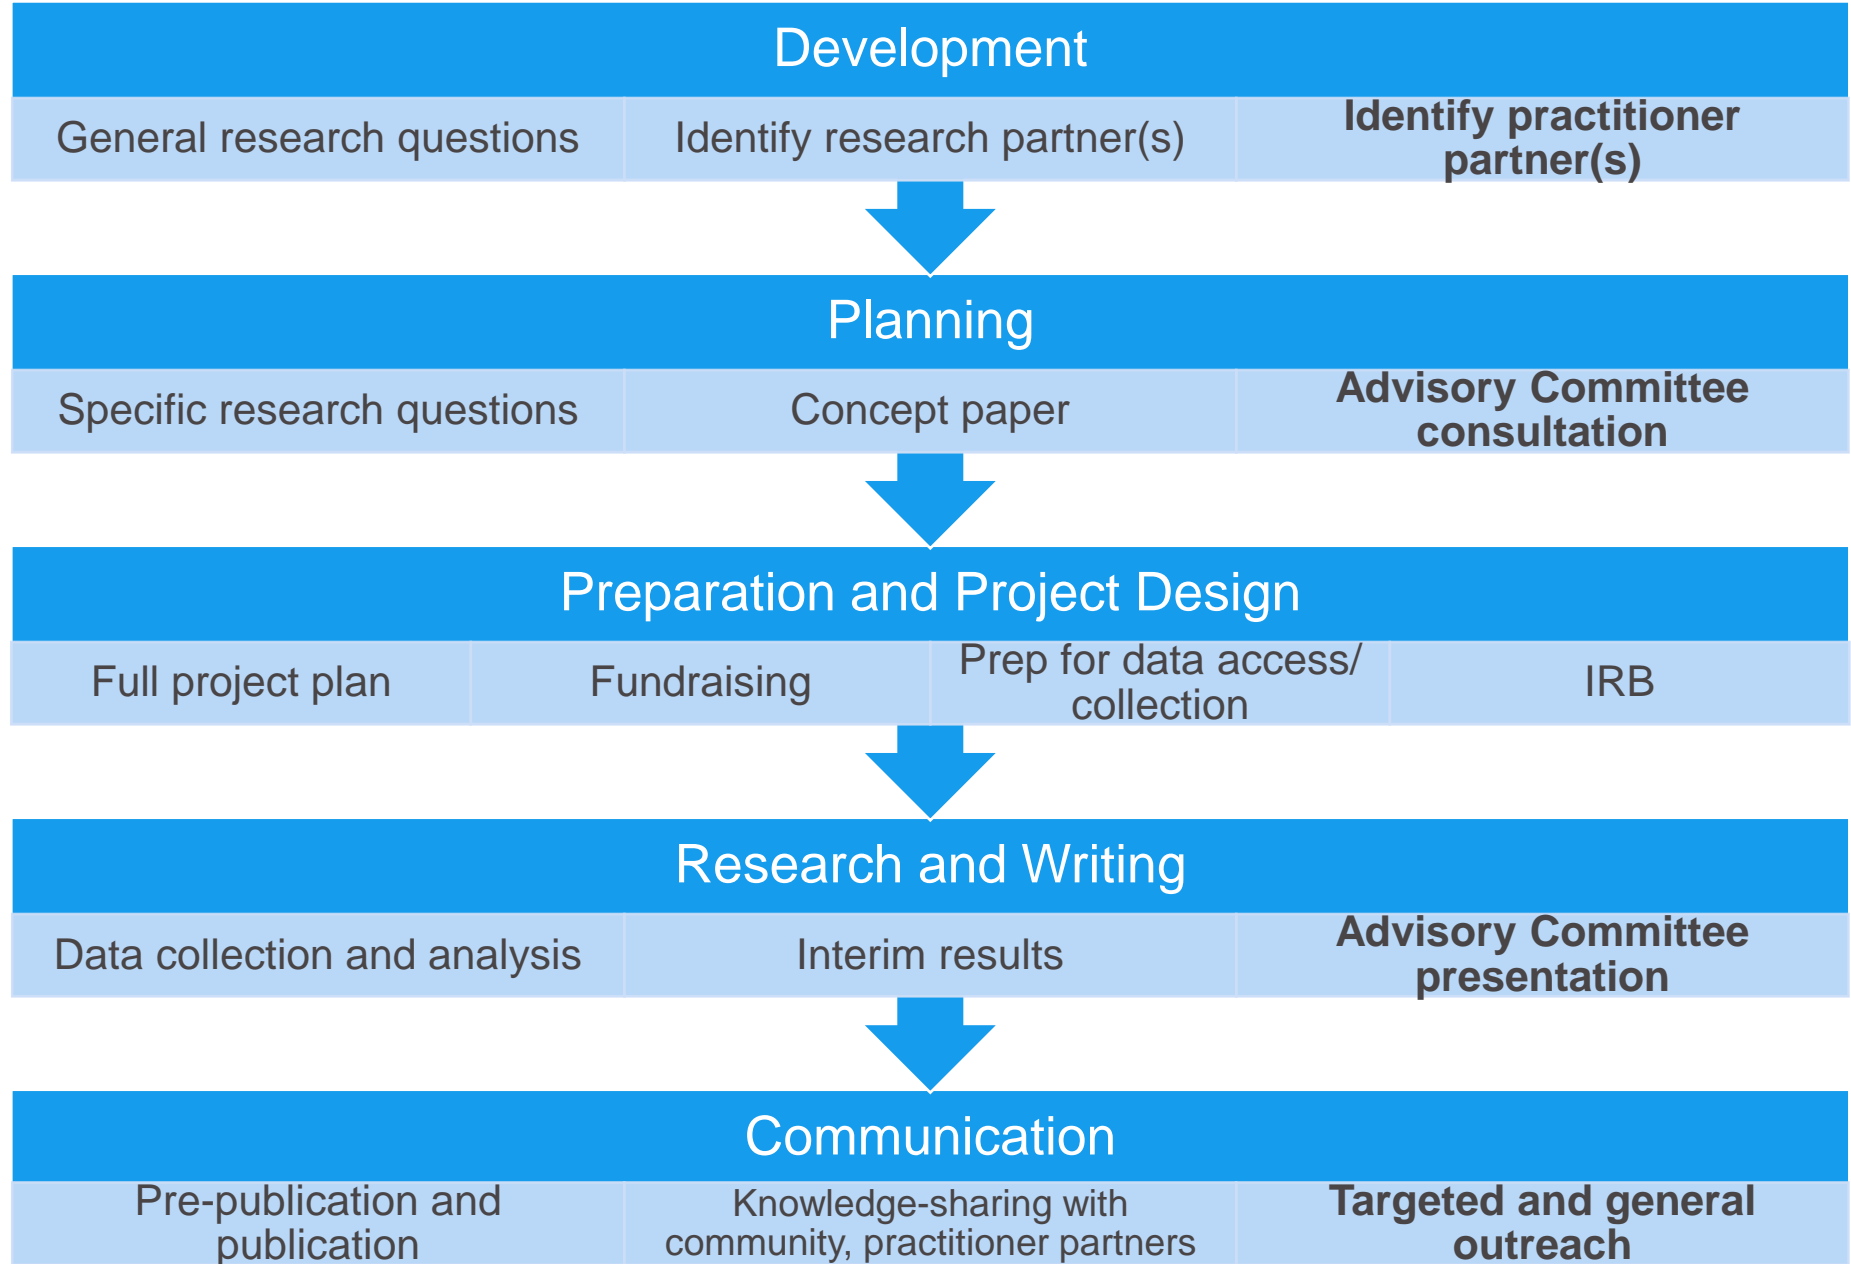 Development
General research questions
Identify research partner(s)
Identify practitioner
partner(s)
Planning
Specific research questions
Concept paper
Advisory Committee
consultation
Preparation and Project Design
Full project plan
Fundraising
Prep for data access/
collection
IRB
Research and Writing
Data collection and analysis
Interim results
Advisory Committee
presentation
Communication
Pre-publication and
publication
Knowledge-sharing with
community, practitioner partners
Targeted and general
outreach